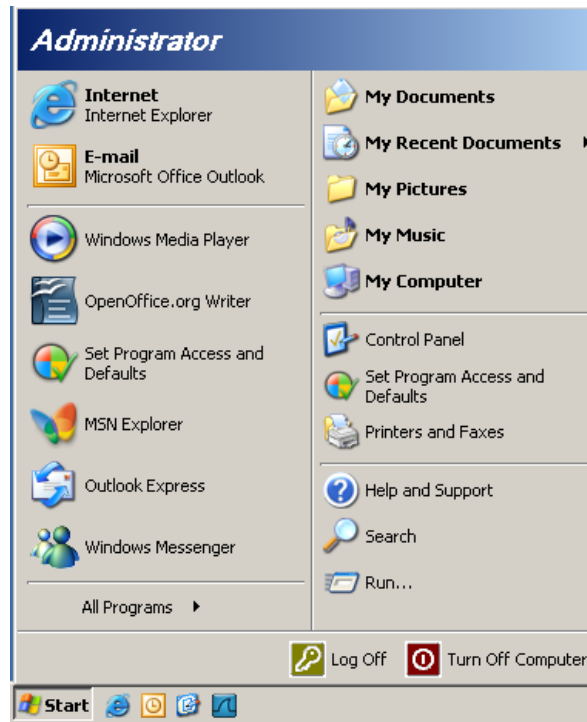 Administrator
Internet
Internet Explorer
E-mail
Microsoft Office Outlook
Windows Media Player
OpenOffice.org Writer
Set Program Access and
Defaults
MSN Explorer
Outlook Express
Windows Messenger
All Programs
My Documents
My Recent Documents
My Pictures
My Music
My Computer
Control Panel
Set Program Access and
Defaults
Printers and Faxes
Help and Support
Search
Run...
Log Off
Turn Off Computer
Start